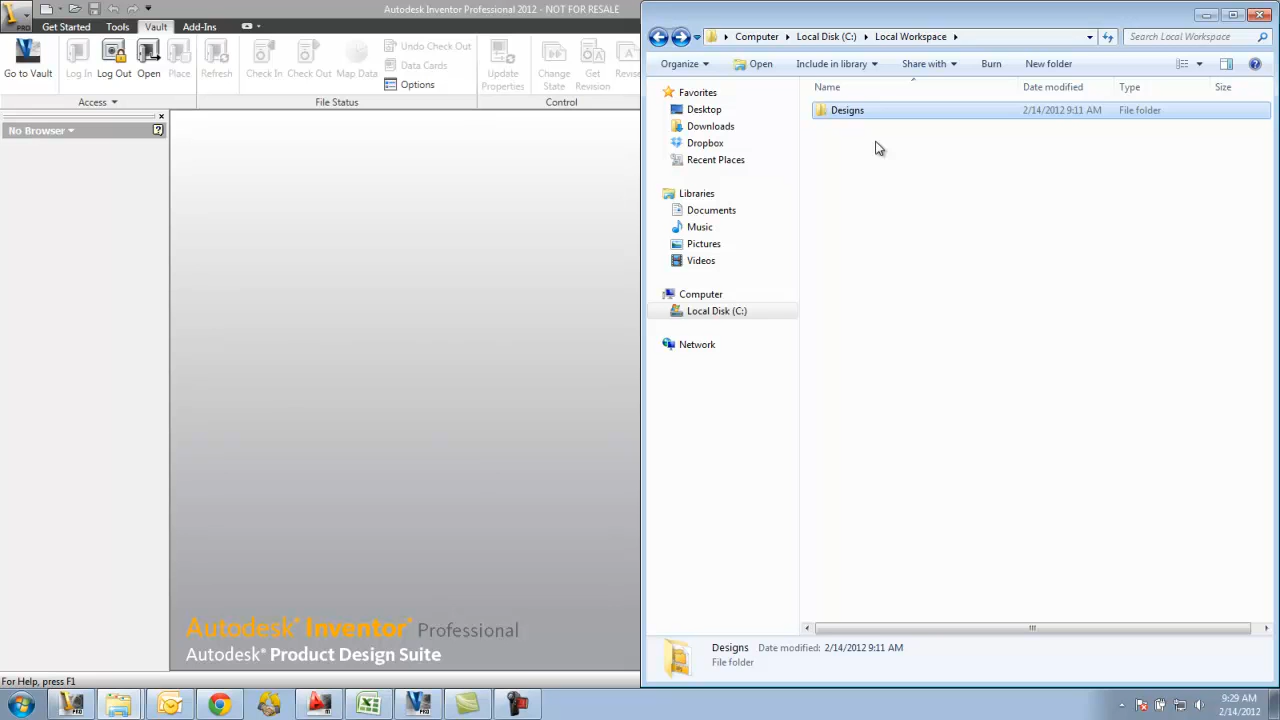 Autodesk Inventor Professional 2012 - NOT FOR RESALE
PRO
Get Started Tools Vault Add-Ins
Go to Vault Log In Log Out Open Place Refresh Check In Check Out Map Data
Undo Check Out
Data Cards
Options
Update Properties Change State Get Revision Revise
Access File Status Control
No Browser
Autodesk® Inventor® Professional
Autodesk® Product Design Suite
For Help, press F1
Computer Local Disk (C:) Local Workspace Search Local Workspace
Organize Open Include in library Share with Burn New folder
Name Date modified Type Size
Designs 2/14/2012 9:11 AM File folder
Favorites
Desktop
Downloads
Dropbox
Recent Places
Libraries
Documents
Music
Pictures
Videos
Computer
Local Disk (C:)
Network
Designs Date modified: 2/14/2012 9:11 AM
File folder
9:29 AM
2/14/2012